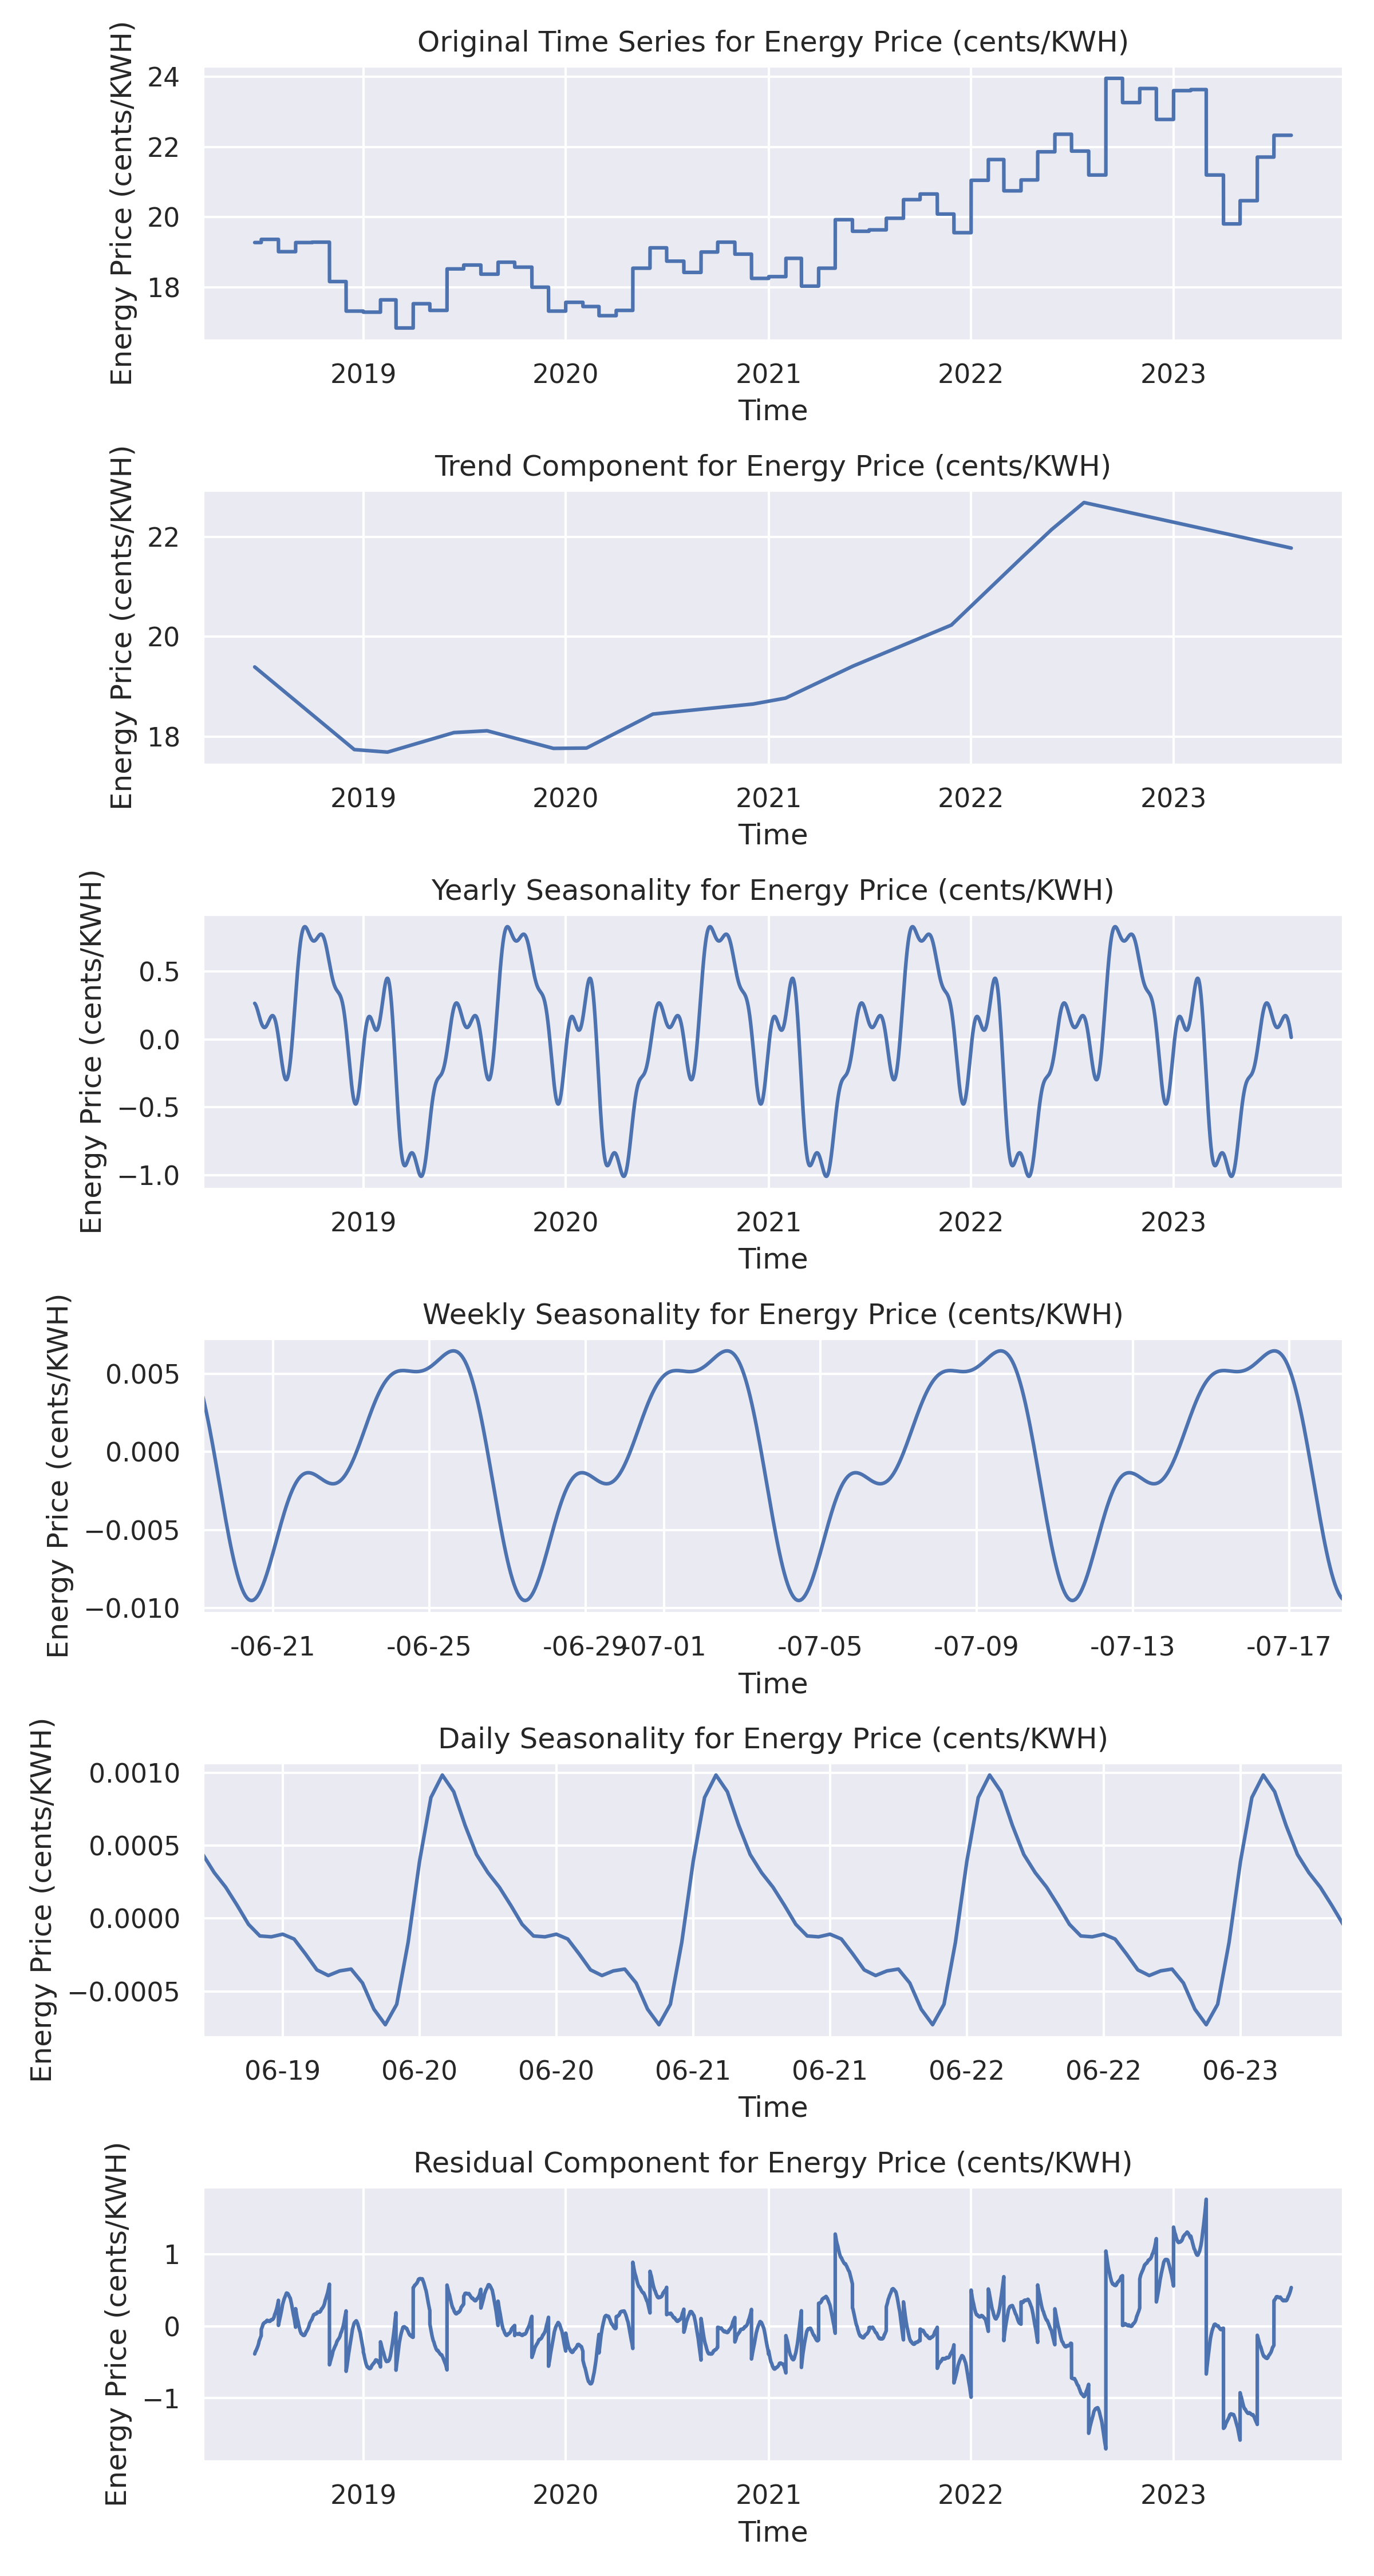 Original Time Series for Energy Price (cents/KWH)
Energy Price (cents/KWH)
24
22
20
18
2019 2020 2021 2022 2023
Time
Trend Component for Energy Price (cents/KWH)
Energy Price (cents/KWH)
22
20
18
2019 2020 2021 2022 2023
Time
Yearly Seasonality for Energy Price (cents/KWH)
Energy Price (cents/KWH)
0.5
0.0
−0.5
−1.0
2019 2020 2021 2022 2023
Time
Weekly Seasonality for Energy Price (cents/KWH)
Energy Price (cents/KWH)
0.005
0.000
−0.005
−0.010
-06-21 -06-25 -06-29 -07-01 -07-05 -07-09 -07-13 -07-17
Time
Daily Seasonality for Energy Price (cents/KWH)
Energy Price (cents/KWH)
0.0010
0.0005
0.0000
−0.0005
06-19 06-20 06-20 06-21 06-21 06-22 06-22 06-23
Time
Residual Component for Energy Price (cents/KWH)
Energy Price (cents/KWH)
1
0
−1
2019 2020 2021 2022 2023
Time